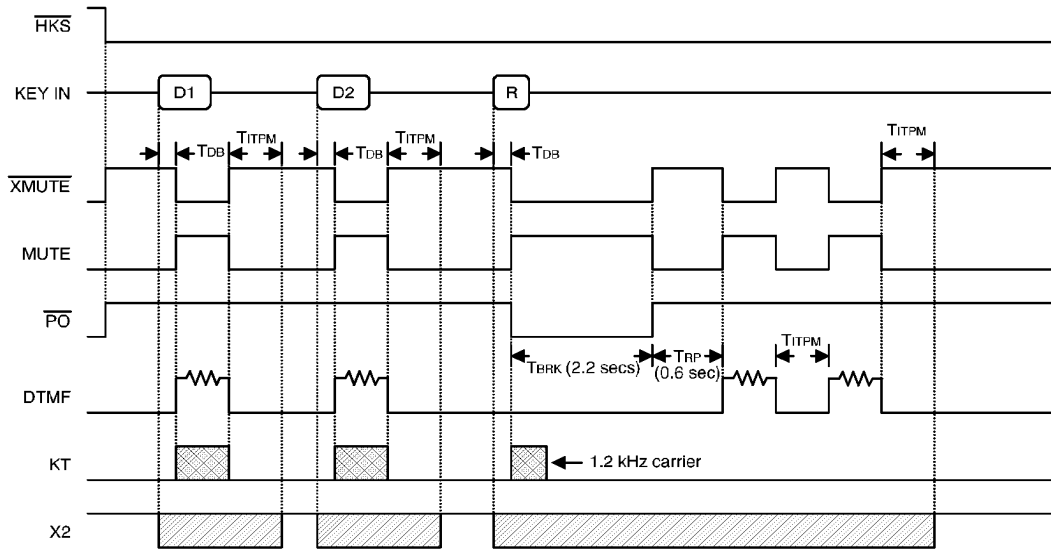 HKS
KEY IN
D1
D2
R
TDB
TITPM
TDB
TITPM
TDB
TITPM
XMUTE
MUTE
PO
TBRK (2.2 secs)
TRP
(0.6 sec)
TITPM
DTMF
KT
1.2 kHz carrier
X2